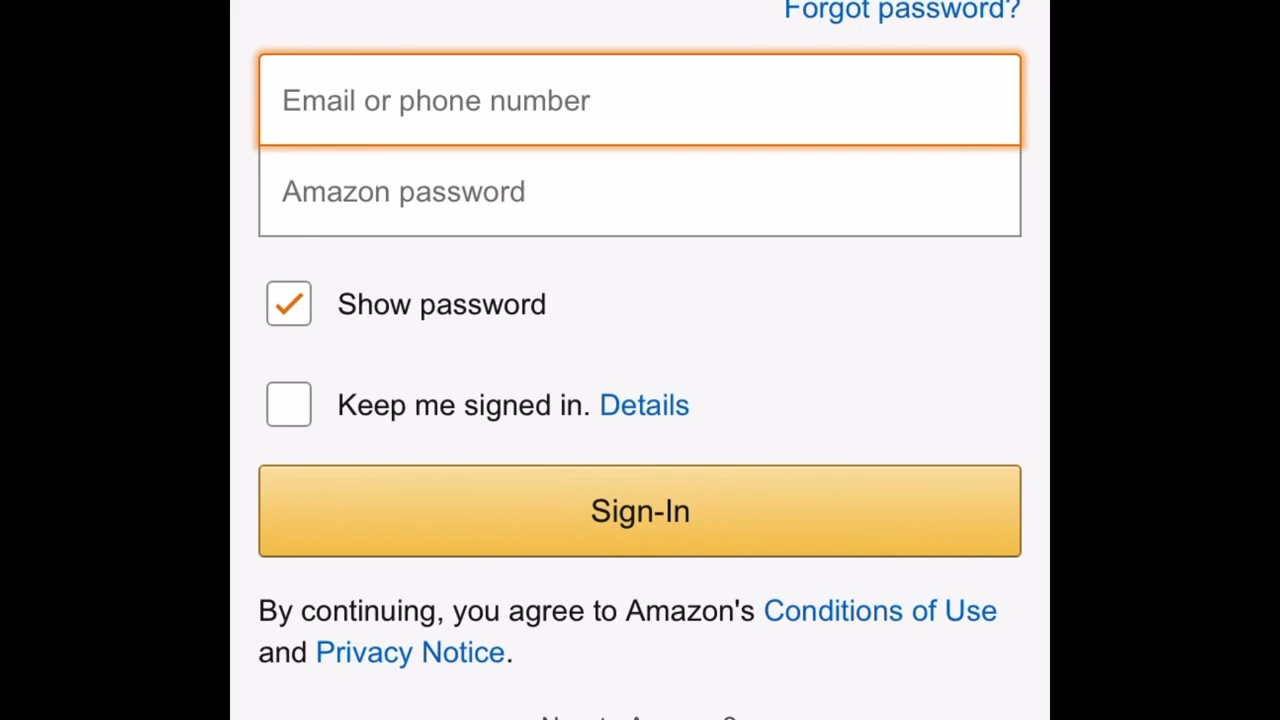 Forgot password?
Email or phone number
Amazon password
Show password
Keep me signed in. Details
Sign-In
By continuing, you agree to Amazon's Conditions of Use
and Privacy Notice.